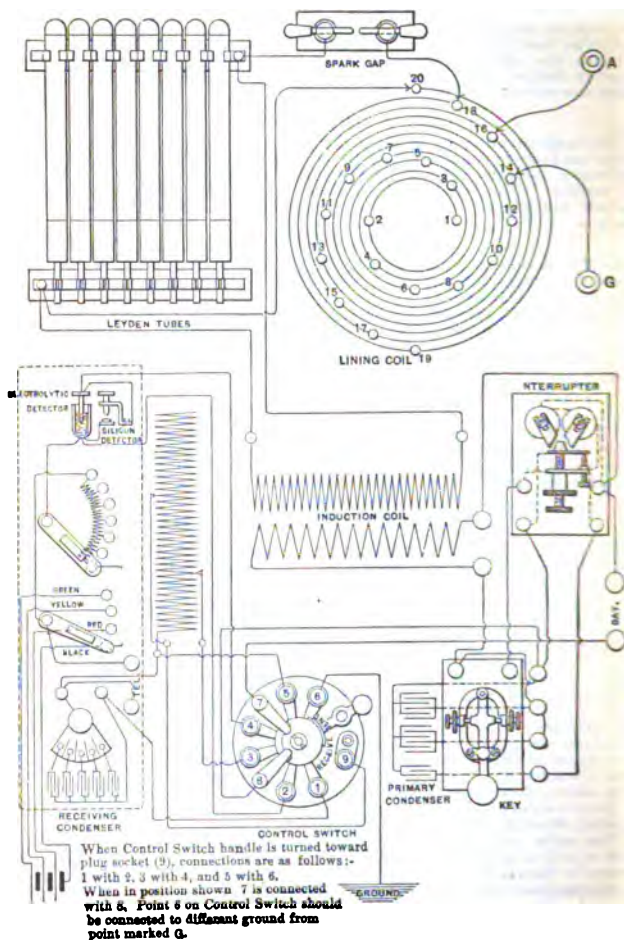 SPARK GAP
A
20
18
16
14
12
10
8
6
4
2
1
3
5
7
9
11
13
15
17
19
G
LEYDEN TUBES
LINING COIL
DETECTOR
SILICON
DETECTOR
NTERRUPTER
INDUCTION COIL
GREEN
YELLOW
RED
BLACK
BAT.
TEL
5
6
7
4
3
8
2
1
9
RECEIVING
CONDENSER
PRIMARY
CONDENSER
KEY
CONTROL SWITCH
When Control Switch handle is turned toward
plug socket (9), connections are as follows:-
1 with 2, 3 with 4, and 5 with 6.
When in position shown 7 is connected
with 8. Point 6 on Control Switch should
be connected to different ground from
point marked G.
GROUND